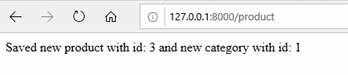 127.0.0.1:8000/product
Saved new product with id: 3 and new category with id: 1